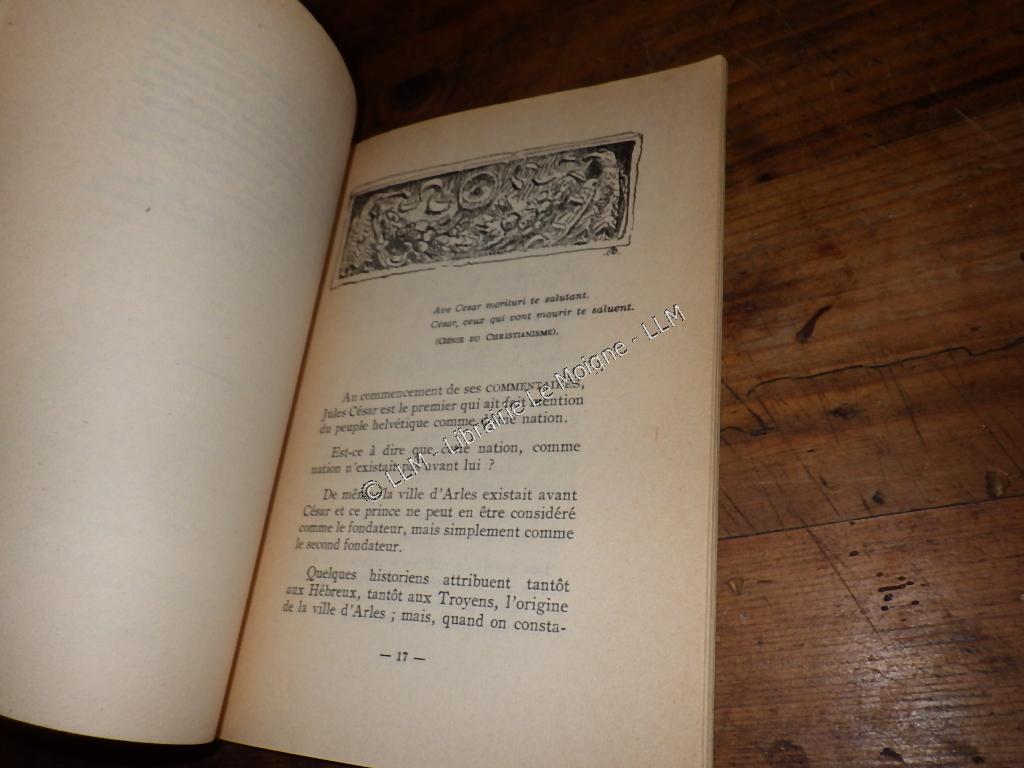 Ave Cesar morituri te salutant.
César, ceux qui vont mourir te saluent.
(GÉNIE DU CHRISTIANISME).
Au commencement de ses COMMENTAIRES,
Jules César est le premier qui ait fait mention
du peuple helvétique comme d'une nation.
Est-ce à dire que cette nation, comme
nation n'existait pas avant lui ?
De même la ville d'Arles existait avant
César et ce prince ne peut en être considéré
comme le fondateur, mais simplement comme
le second fondateur.
Quelques historiens attribuent tantôt
aux Hébreux, tantôt aux Troyens, l'origine
de la ville d'Arles ; mais, quand on consta-
— 17 —
© LLM - Librairie Le Moigne - LLM